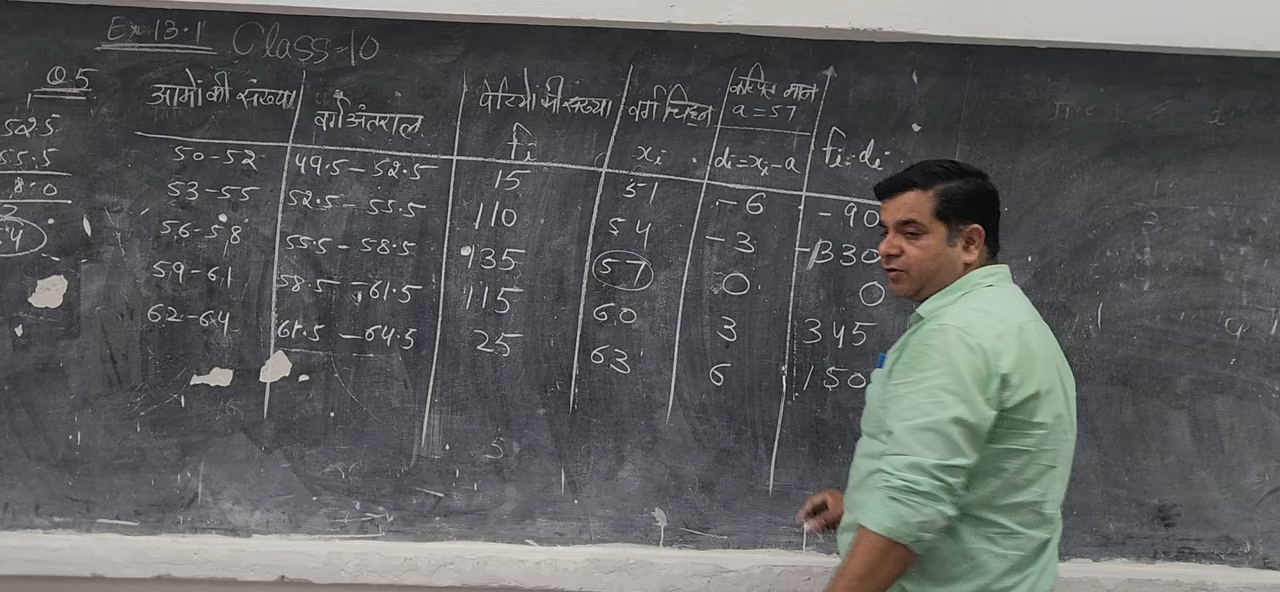 Ex-13.1 Class-10
Q5
आमों की संख्या वर्ग अंतराल पेटियों की संख्या वर्ग चिह्न कल्पित मान
a=57
fi xi di=xi-a fi·di
50-52 49.5-52.5 15 51 -6 -90
53-55 52.5-55.5 110 54 -3 -330
56-58 55.5-58.5 135 57 0 0
59-61 58.5-61.5 115 60 3 345
62-64 61.5-64.5 25 63 6 150
52.5
55.5
8.0
5